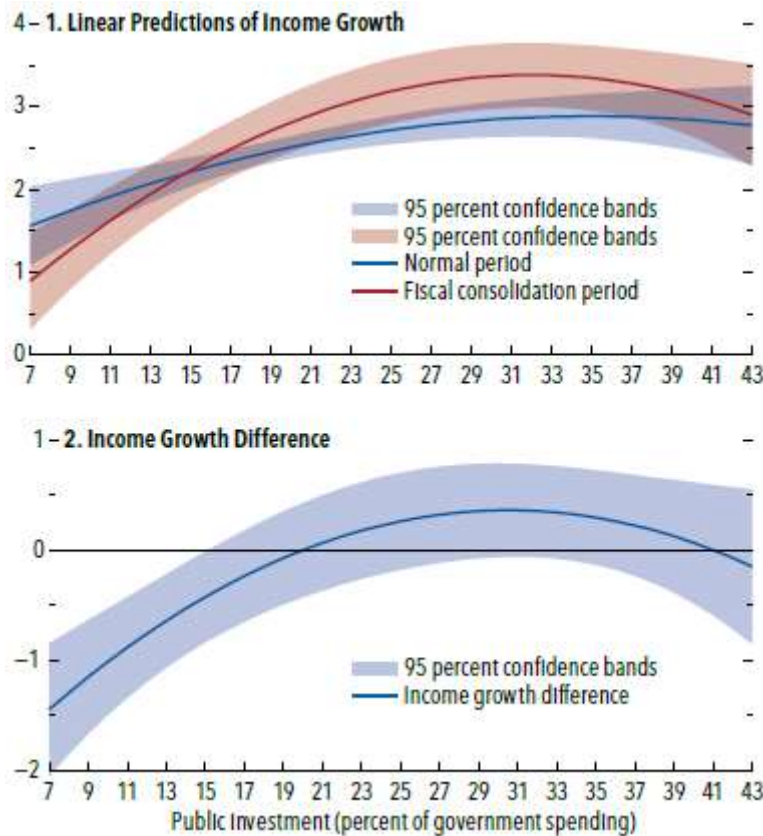 4 – 1. Linear Predictions of Income Growth
3
2
1
0
95 percent confidence bands
95 percent confidence bands
Normal period
Fiscal consolidation period
7 9 11 13 15 17 19 21 23 25 27 29 31 33 35 37 39 41 43
1 – 2. Income Growth Difference
0
–1
–2
95 percent confidence bands
Income growth difference
7 9 11 13 15 17 19 21 23 25 27 29 31 33 35 37 39 41 43
Public Investment (percent of government spending)